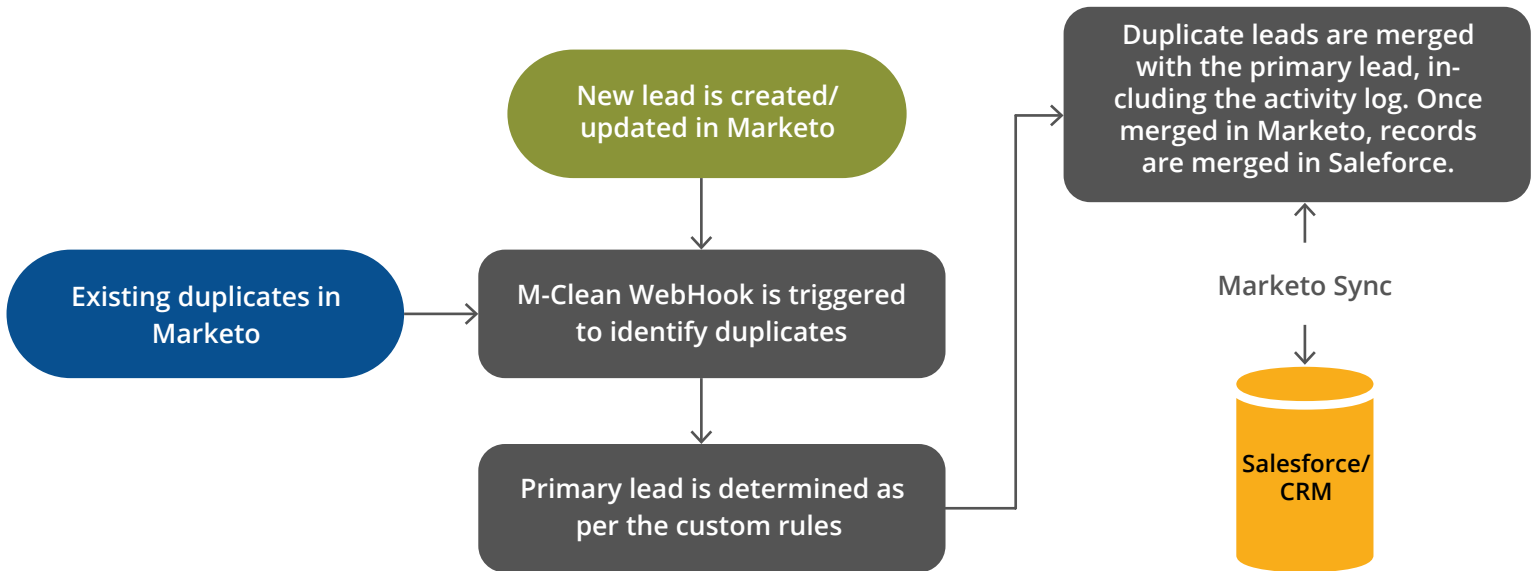 New lead is created/
updated in Marketo
Existing duplicates in
Marketo
M-Clean WebHook is triggered
to identify duplicates
Primary lead is determined as
per the custom rules
Duplicate leads are merged
with the primary lead, in-
cluding the activity log. Once
merged in Marketo, records
are merged in Saleforce.
Marketo Sync
Salesforce/
CRM